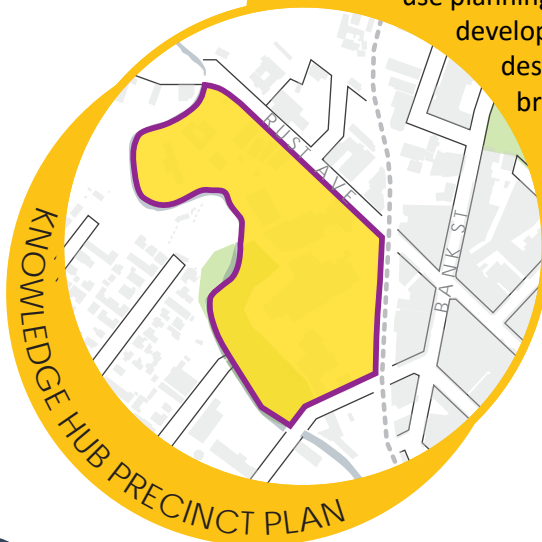 use planning
develop
des
br
RUST AVE
BANK ST
KNOWLEDGE HUB PRECINCT PLAN